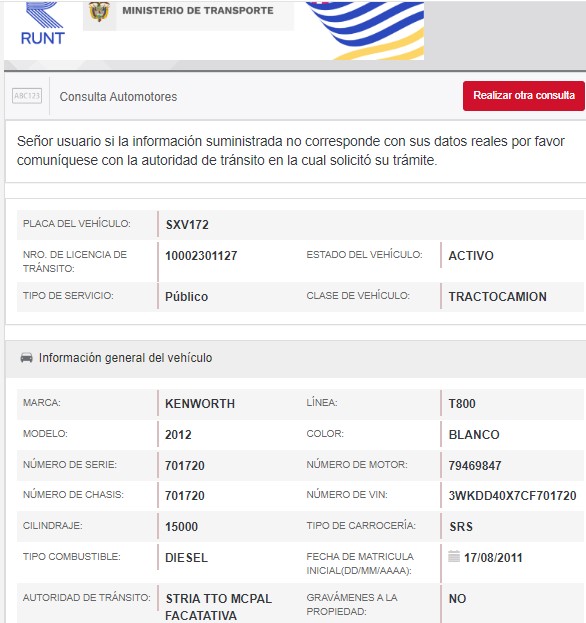 RUNT
MINISTERIO DE TRANSPORTE
ABC123
Consulta Automotores
Realizar otra consulta
Señor usuario si la información suministrada no corresponde con sus datos reales por favor
comuníquese con la autoridad de tránsito en la cual solicitó su trámite.
PLACA DEL VEHÍCULO: SXV172
NRO. DE LICENCIA DE
TRÁNSITO: 10002301127 ESTADO DEL VEHÍCULO: ACTIVO
TIPO DE SERVICIO: Público CLASE DE VEHÍCULO: TRACTOCAMION
Información general del vehículo
MARCA: KENWORTH LÍNEA: T800
MODELO: 2012 COLOR: BLANCO
NÚMERO DE SERIE: 701720 NÚMERO DE MOTOR: 79469847
NÚMERO DE CHASIS: 701720 NÚMERO DE VIN: 3WKDD40X7CF701720
CILINDRAJE: 15000 TIPO DE CARROCERÍA: SRS
TIPO COMBUSTIBLE: DIESEL FECHA DE MATRICULA
INICIAL(DD/MM/AAAA): 17/08/2011
AUTORIDAD DE TRÁNSITO: STRIA TTO MCPAL
FACATATIVA GRAVÁMENES A LA
PROPIEDAD: NO